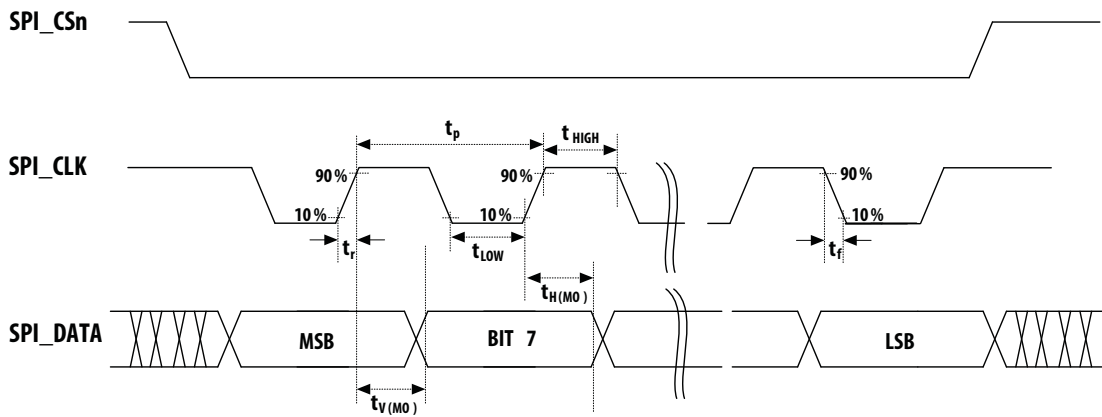 SPI_CSn
t_p
t_HIGH
SPI_CLK
90%
90%
90%
10%
10%
10%
t_r
t_LOW
t_f
t_H(MO)
SPI_DATA
MSB
BIT 7
LSB
t_V(MO)